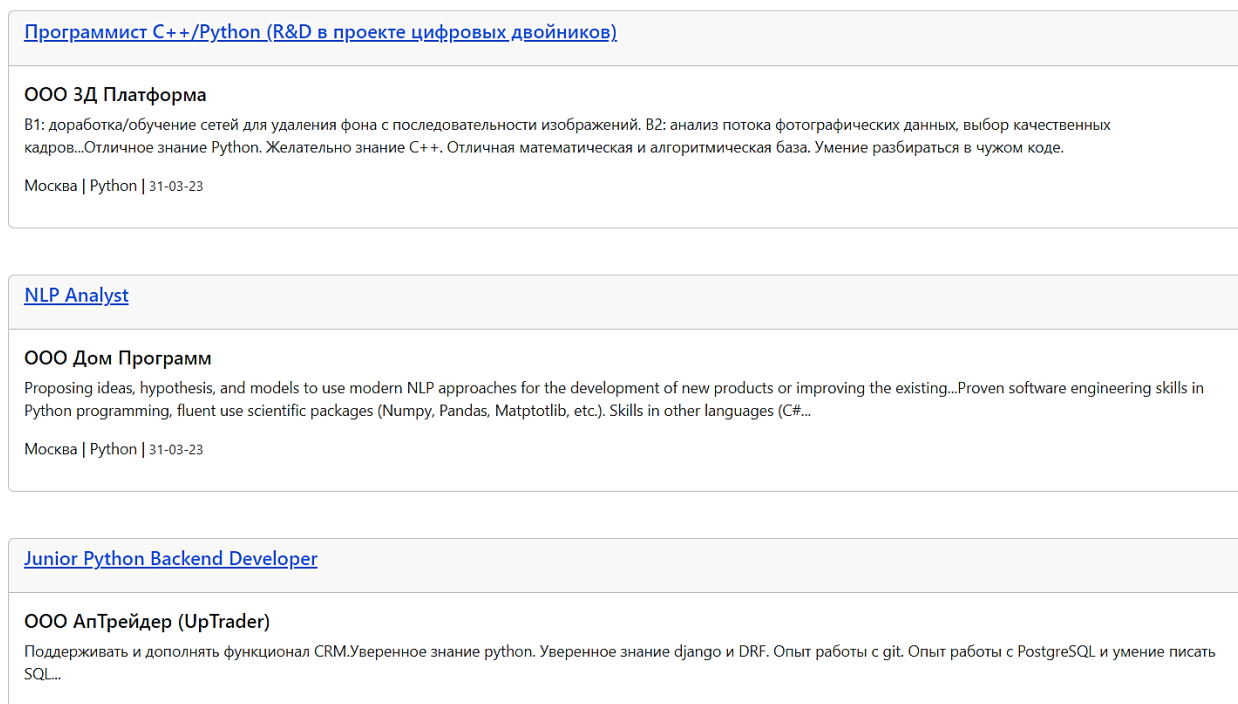 Программист C++/Python (R&D в проекте цифровых двойников)
ООО 3Д Платформа
В1: доработка/обучение сетей для удаления фона с последовательности изображений. В2: анализ потока фотографических данных, выбор качественных
кадров...Отличное знание Python. Желательно знание C++. Отличная математическая и алгоритмическая база. Умение разбираться в чужом коде.
Москва | Python | 31-03-23
NLP Analyst
ООО Дом Программ
Proposing ideas, hypothesis, and models to use modern NLP approaches for the development of new products or improving the existing...Proven software engineering skills in
Python programming, fluent use scientific packages (Numpy, Pandas, Matptotlib, etc.). Skills in other languages (C#...
Москва | Python | 31-03-23
Junior Python Backend Developer
ООО АпТрейдер (UpTrader)
Поддерживать и дополнять функционал CRM.Уверенное знание python. Уверенное знание django и DRF. Опыт работы с git. Опыт работы с PostgreSQL и умение писать
SQL...